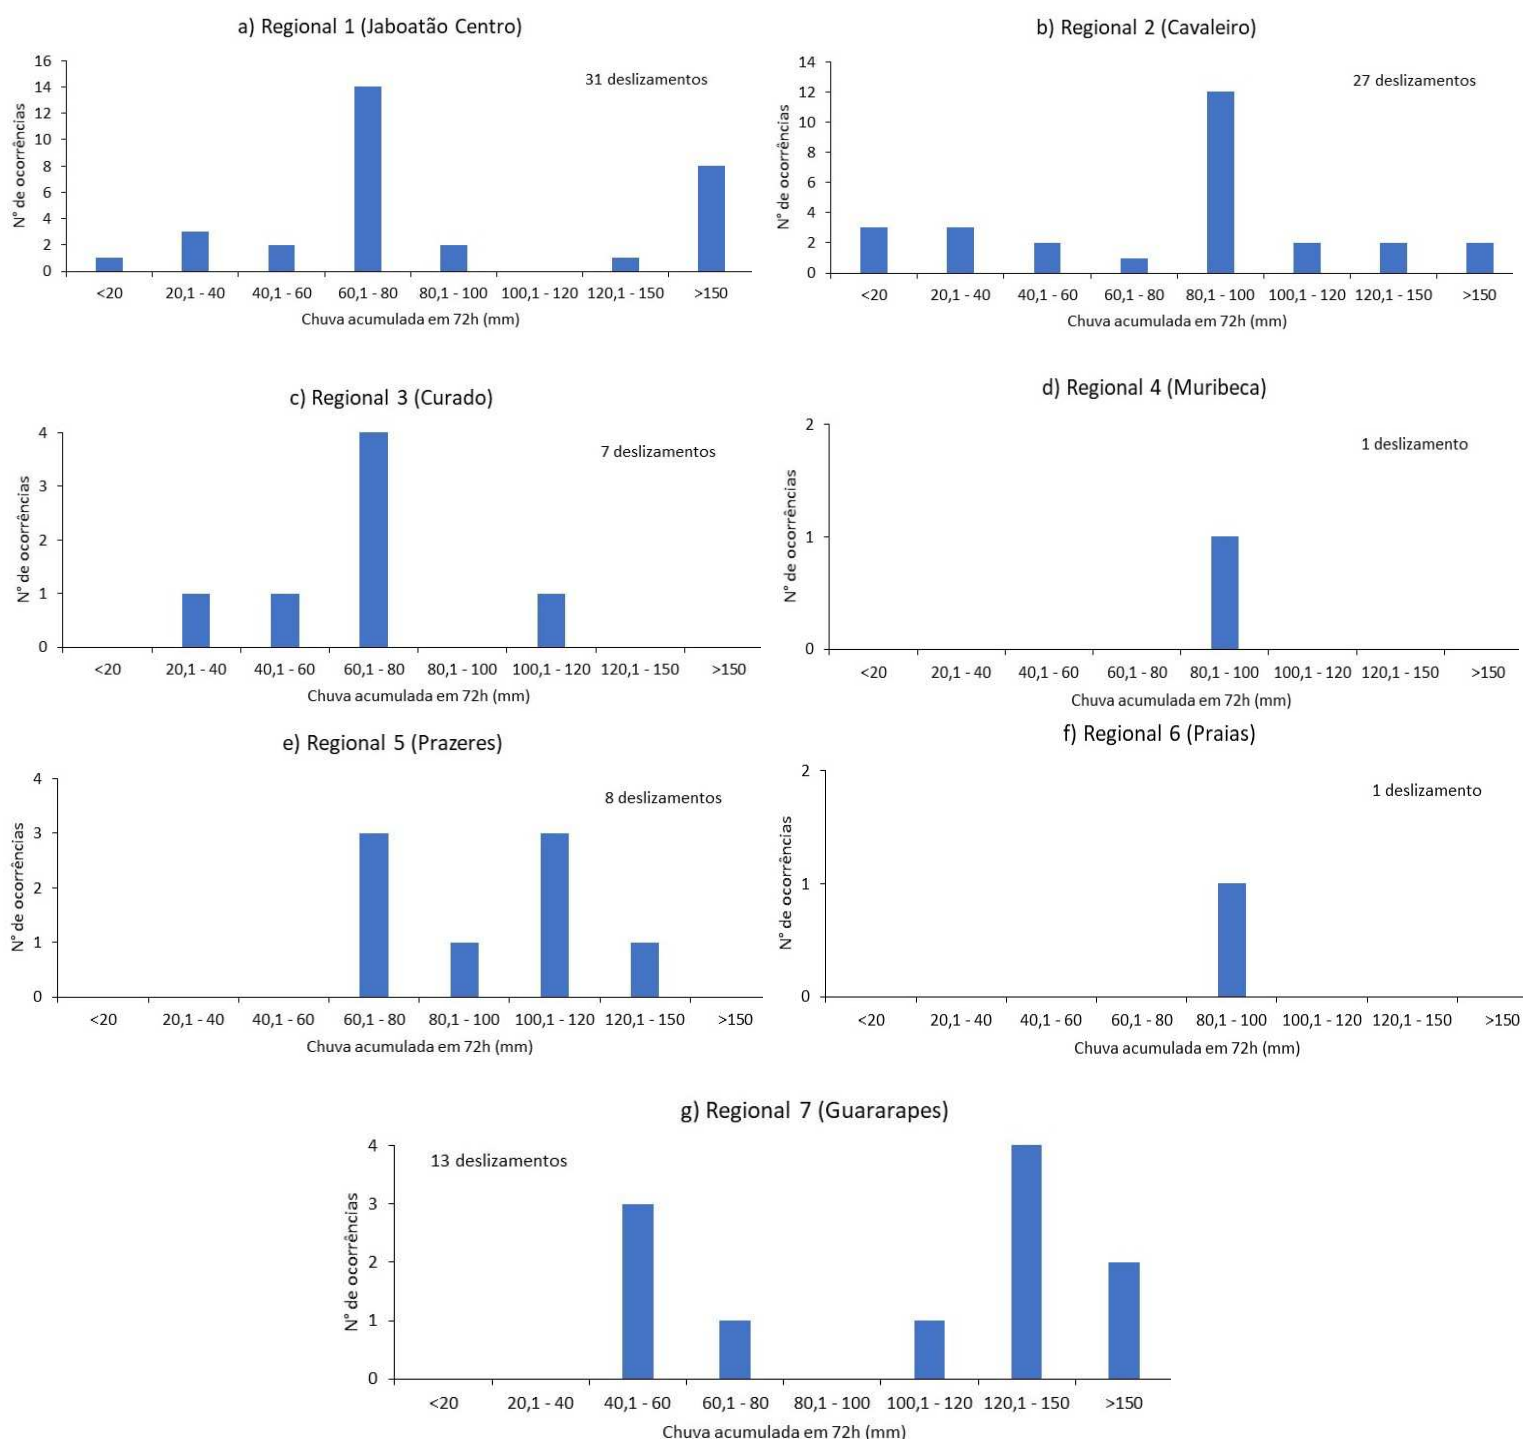 a) Regional 1 (Jaboatão Centro)
31 deslizamentos
N° de ocorrências
16
14
12
10
8
6
4
2
0
<20 20,1 - 40 40,1 - 60 60,1 - 80 80,1 - 100 100,1 - 120 120,1 - 150 >150
Chuva acumulada em 72h (mm)
b) Regional 2 (Cavaleiro)
27 deslizamentos
N° de ocorrências
14
12
10
8
6
4
2
0
<20 20,1 - 40 40,1 - 60 60,1 - 80 80,1 - 100 100,1 - 120 120,1 - 150 >150
Chuva acumulada em 72h (mm)
c) Regional 3 (Curado)
7 deslizamentos
N° de ocorrências
4
3
2
1
0
<20 20,1 - 40 40,1 - 60 60,1 - 80 80,1 - 100 100,1 - 120 120,1 - 150 >150
Chuva acumulada em 72h (mm)
d) Regional 4 (Muribeca)
1 deslizamento
N° de ocorrências
2
1
0
<20 20,1 - 40 40,1 - 60 60,1 - 80 80,1 - 100 100,1 - 120 120,1 - 150 >150
Chuva acumulada em 72h (mm)
e) Regional 5 (Prazeres)
8 deslizamentos
N° de ocorrências
4
3
2
1
0
<20 20,1 - 40 40,1 - 60 60,1 - 80 80,1 - 100 100,1 - 120 120,1 - 150 >150
Chuva acumulada em 72h (mm)
f) Regional 6 (Praias)
1 deslizamento
N° de ocorrências
2
1
0
<20 20,1 - 40 40,1 - 60 60,1 - 80 80,1 - 100 100,1 - 120 120,1 - 150 >150
Chuva acumulada em 72h (mm)
g) Regional 7 (Guararapes)
13 deslizamentos
N° de ocorrências
4
3
2
1
0
<20 20,1 - 40 40,1 - 60 60,1 - 80 80,1 - 100 100,1 - 120 120,1 - 150 >150
Chuva acumulada em 72h (mm)